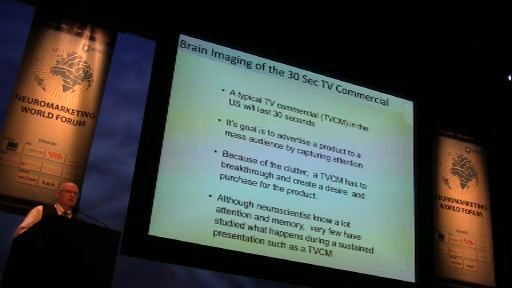 Brain Imaging of the 30 Sec TV Commercial
• A typical TV commercial (TVCM) in the
US will last 30 seconds
• It's goal is to advertise a product to a
mass audience by capturing attention
• Because of the clutter, a TVCM has to
breakthrough and create a desire and
purchase for the product.
• Although neuroscientist know a lot
attention and memory, very few have
studied what happens during a sustained
presentation such as a TVCM
NEUROMARKETING
WORLD FORUM
NEUROMARKETING
WORLD FORUM